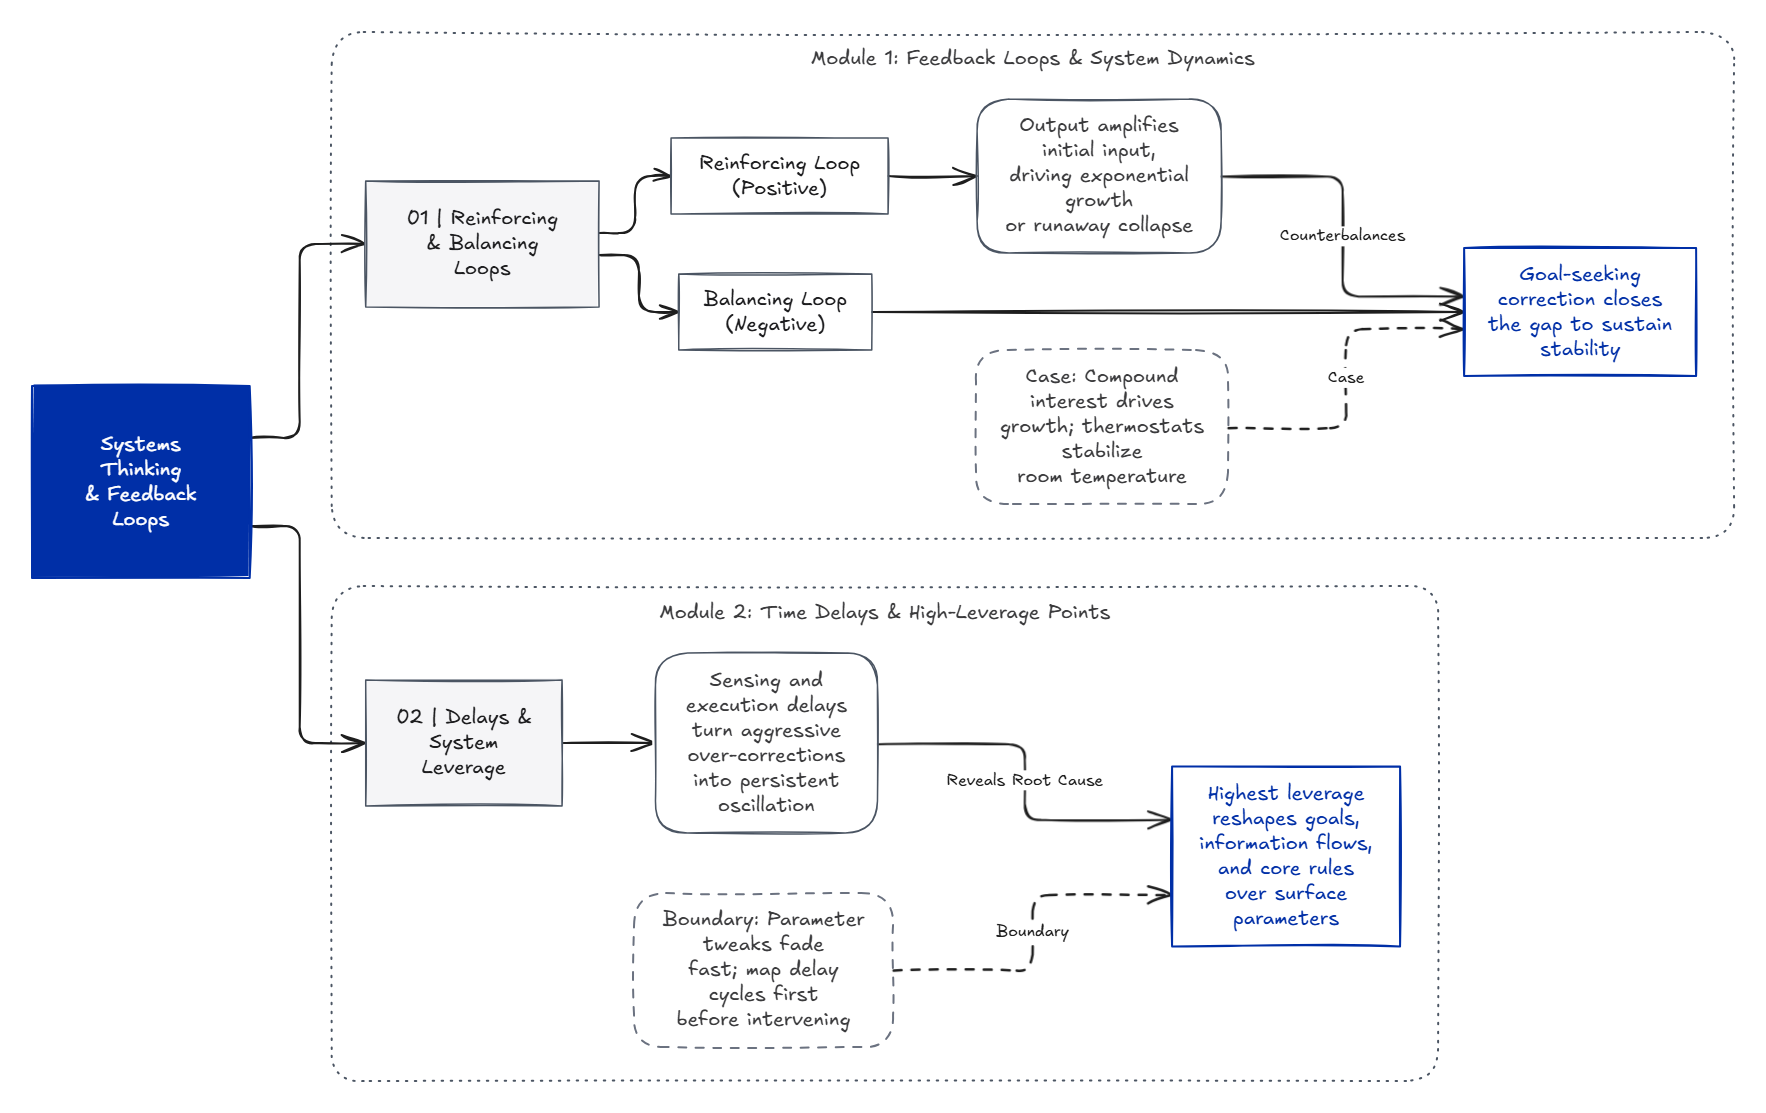 Module 1: Feedback Loops & System Dynamics
Output amplifies
initial input,
driving exponential
growth
or runaway collapse
Reinforcing Loop
(Positive)
01 | Reinforcing
& Balancing
Loops
Counterbalances
Balancing Loop
(Negative)
Goal-seeking
correction closes
the gap to sustain
stability
Case: Compound
interest drives
growth; thermostats
stabilize
room temperature
Case
Systems
Thinking
& Feedback
Loops
Module 2: Time Delays & High-Leverage Points
02 | Delays &
System
Leverage
Sensing and
execution delays
turn aggressive
over-corrections
into persistent
oscillation
Reveals Root Cause
Highest leverage
reshapes goals,
information flows,
and core rules
over surface
parameters
Boundary: Parameter
tweaks fade
fast; map delay
cycles first
before intervening
Boundary